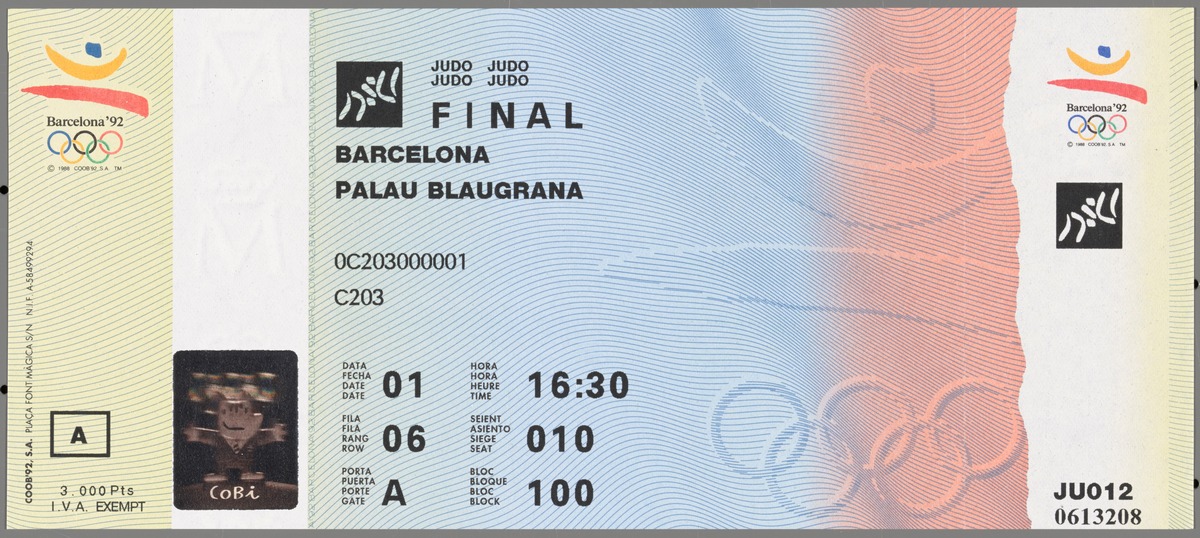 Barcelona'92
© 1988 COOB'92, S.A. TM
COOB'92, S.A. PLAÇA FONT MÀGICA S/N N.I.F. A-58499294
A
3.000 Pts
I.V.A. EXEMPT
CoBi
JUDO JUDO
JUDO JUDO
FINAL
BARCELONA
PALAU BLAUGRANA
0C203000001
C203
DATA
FECHA
DATE
DATE
01
HORA
HORA
HEURE
TIME
16:30
FILA
FILA
RANG
ROW
06
SEIENT
ASIENTO
SIEGE
SEAT
010
PORTA
PUERTA
PORTE
GATE
A
BLOC
BLOQUE
BLOC
BLOCK
100
Barcelona'92
© 1988 COOB'92, S.A. TM
JU012
0613208